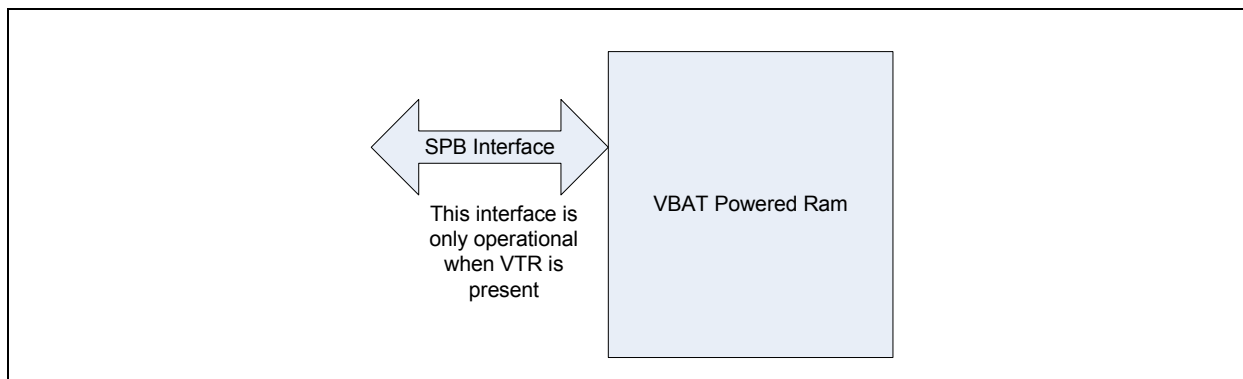 SPB Interface
This interface is
only operational
when VTR is
present
VBAT Powered Ram